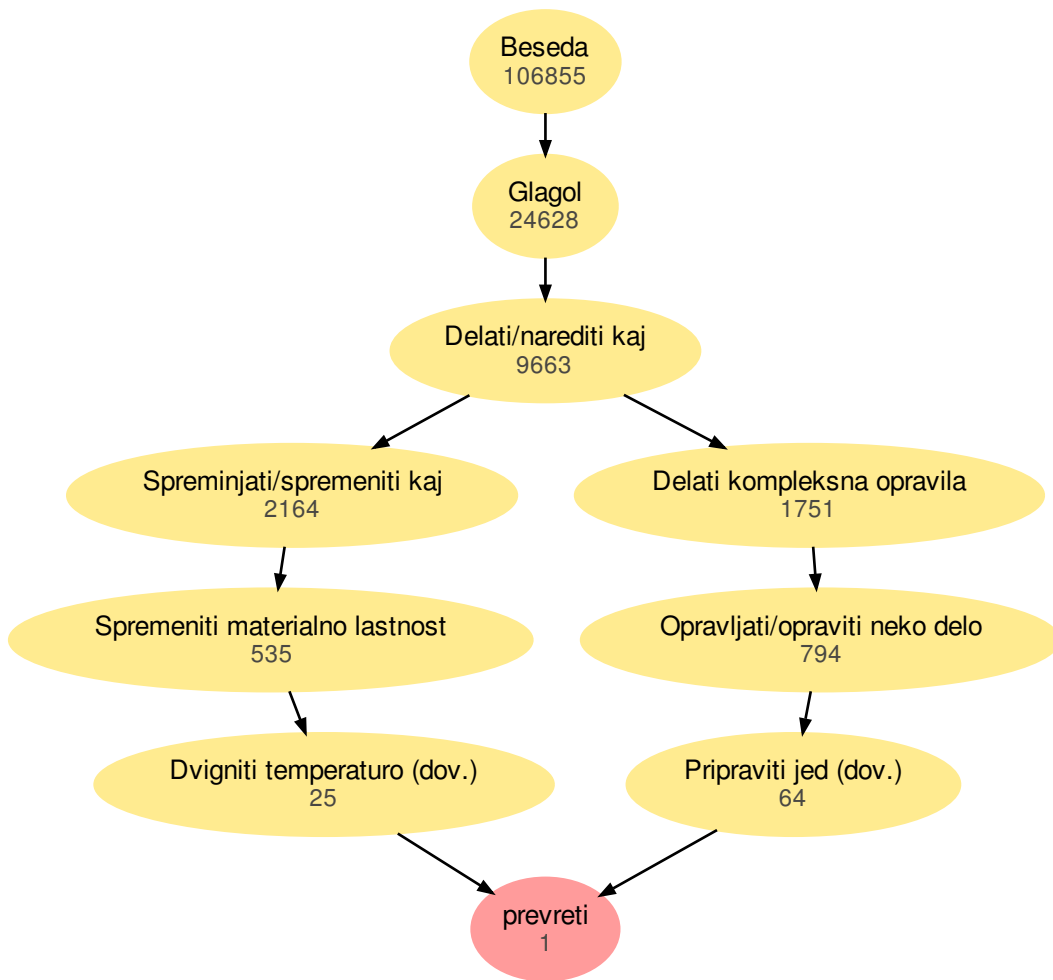 Beseda
106855
Glagol
24628
Delati/narediti kaj
9663
Spreminjati/spremeniti kaj
2164
Delati kompleksna opravila
1751
Spremeniti materialno lastnost
535
Opravljati/opraviti neko delo
794
Dvigniti temperaturo (dov.)
25
Pripraviti jed (dov.)
64
prevreti
1